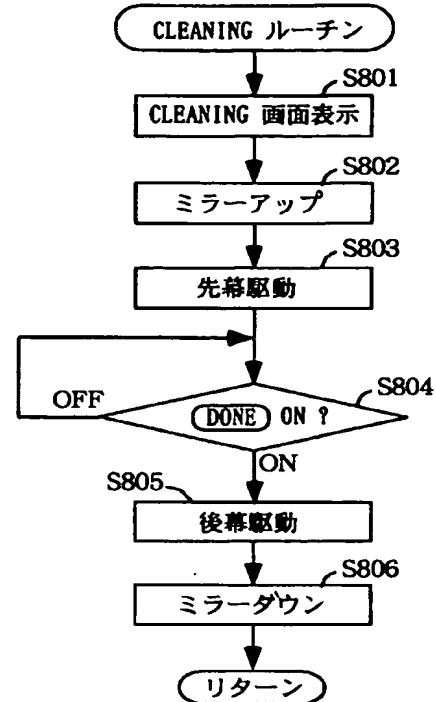 CLEANING ルーチン
S801
CLEANING 画面表示
S802
ミラーアップ
S803
先幕駆動
S804
OFF
DONE ON ?
ON
S805
後幕駆動
S806
ミラーダウン
リターン